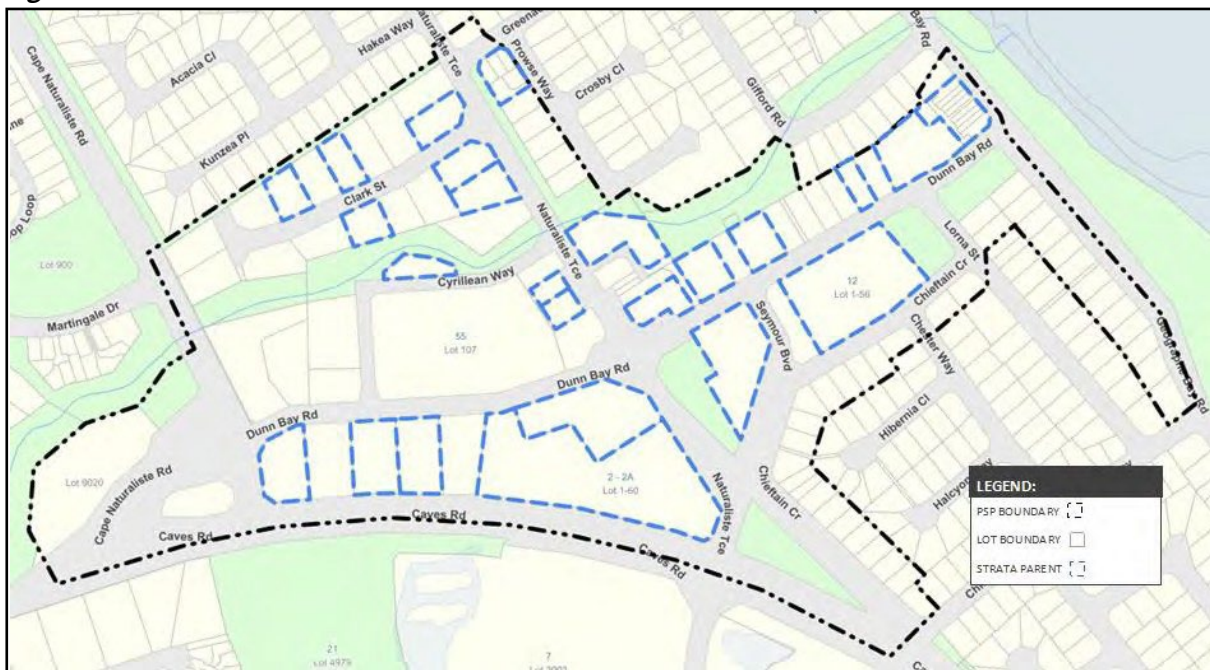 Cape Naturaliste Rd
Hakea Way
Naturaliste Tce
Prowse Way
Acacia Cl
Crosby Cl
Gifford Rd
Bay Rd
Kunzea Pl
Clark St
Dunn Bay Rd
Loop
Lot 900
Naturaliste Tce
Lorna St
Cyrillean Way
12
Lot 1-56
Chieftain Cr
Martingale Dr
55
Lot 107
Seymour Blvd
Chester Way
Geographe Bay Rd
Dunn Bay Rd
Dunn Bay Rd
Hibernia Cl
Lot 9020
Cape Naturaliste Rd
2 - 2A
Lot 1-60
Naturaliste Tce
Chieftain Cr
Caves Rd
Caves Rd
Caves Rd
21
Lot 4979
7
LEGEND:
PSP BOUNDARY
LOT BOUNDARY
STRATA PARENT